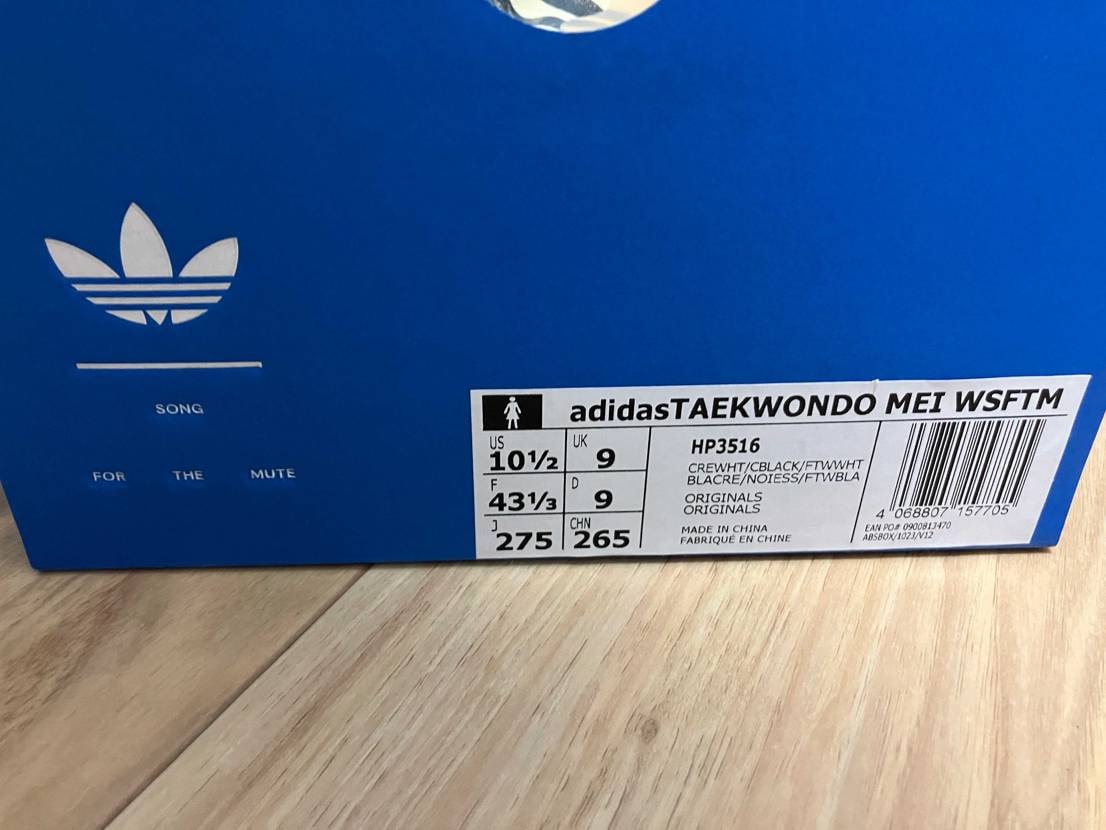 SONG
FOR THE MUTE
adidasTAEKWONDO MEI WSFTM
US 10½ UK 9
F 43⅓ D 9
J 275 CHN 265
HP3516
CREWHT/CBLACK/FTWWHT
BLACRE/NOIESS/FTWBLA
ORIGINALS
ORIGINALS
MADE IN CHINA
FABRIQUÉ EN CHINE
4 068807 157705
EAN PO# 0900813470
ABSBOX/1023/V12